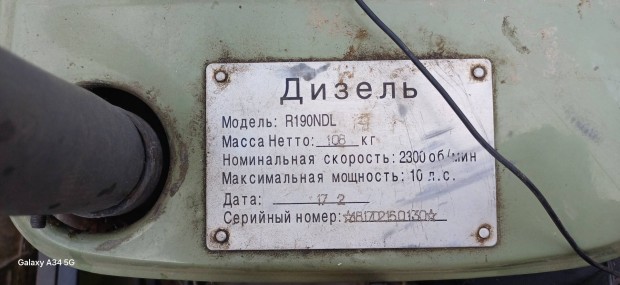 Дизель
Модель: R190NDL
Масса Нетто: 108 кг
Номинальная скорость: 2300 об/мин
Максимальная мощность: 10 л.с.
Дата: 17 2
Серийный номер:
Galaxy A34 5G